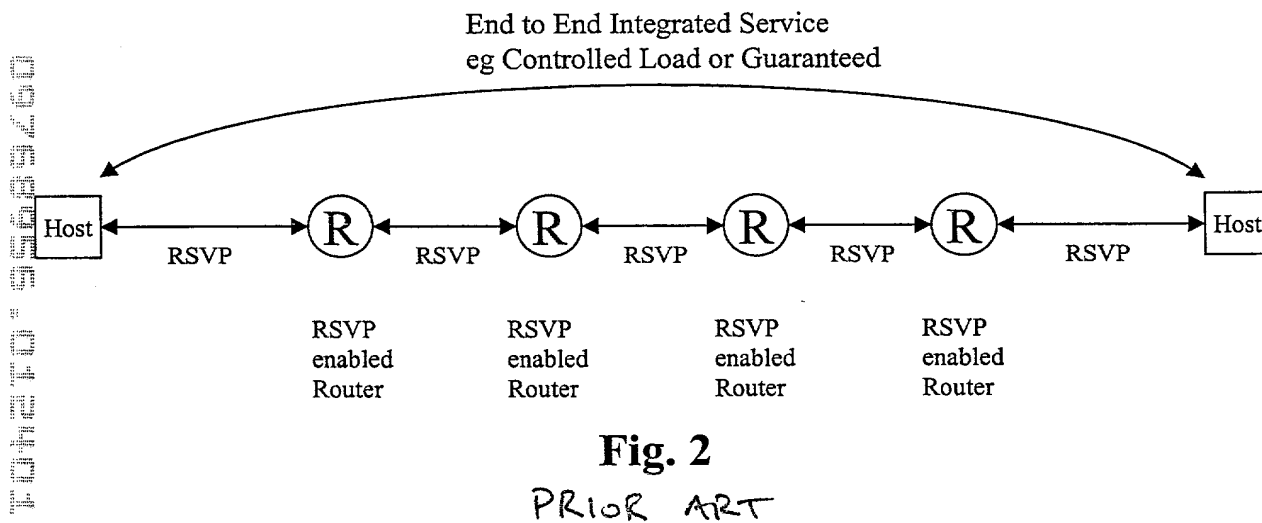 End to End Integrated Service
eg Controlled Load or Guaranteed
Host
R
R
R
R
Host
RSVP
RSVP
RSVP
RSVP
RSVP
RSVP
enabled
Router
RSVP
enabled
Router
RSVP
enabled
Router
RSVP
enabled
Router
Fig. 2
PRIOR ART